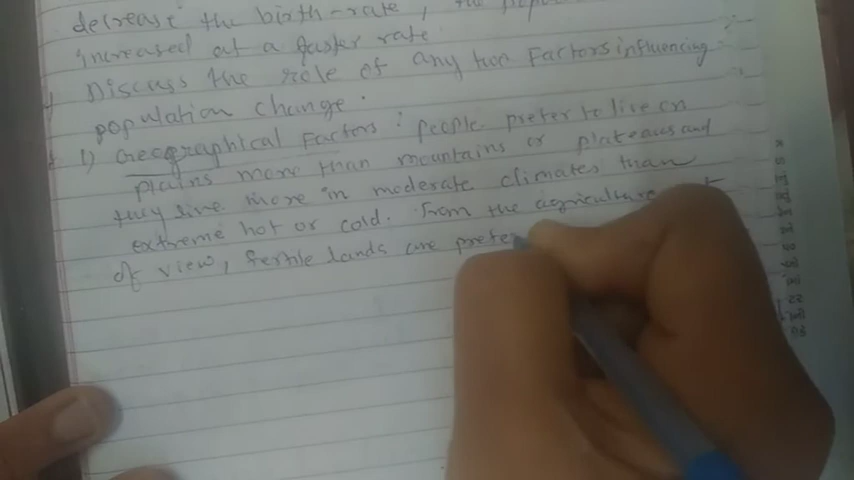 decrease the birth-rate, the
increased at a faster rate
Discuss the role of any two Factors influencing
population change.
1) Geographical Factors : people prefer to live on
plains more than mountains or plateaus and
they live more in moderate climates than
extreme hot or cold. From the agriculture
of view, fertile lands are prefe